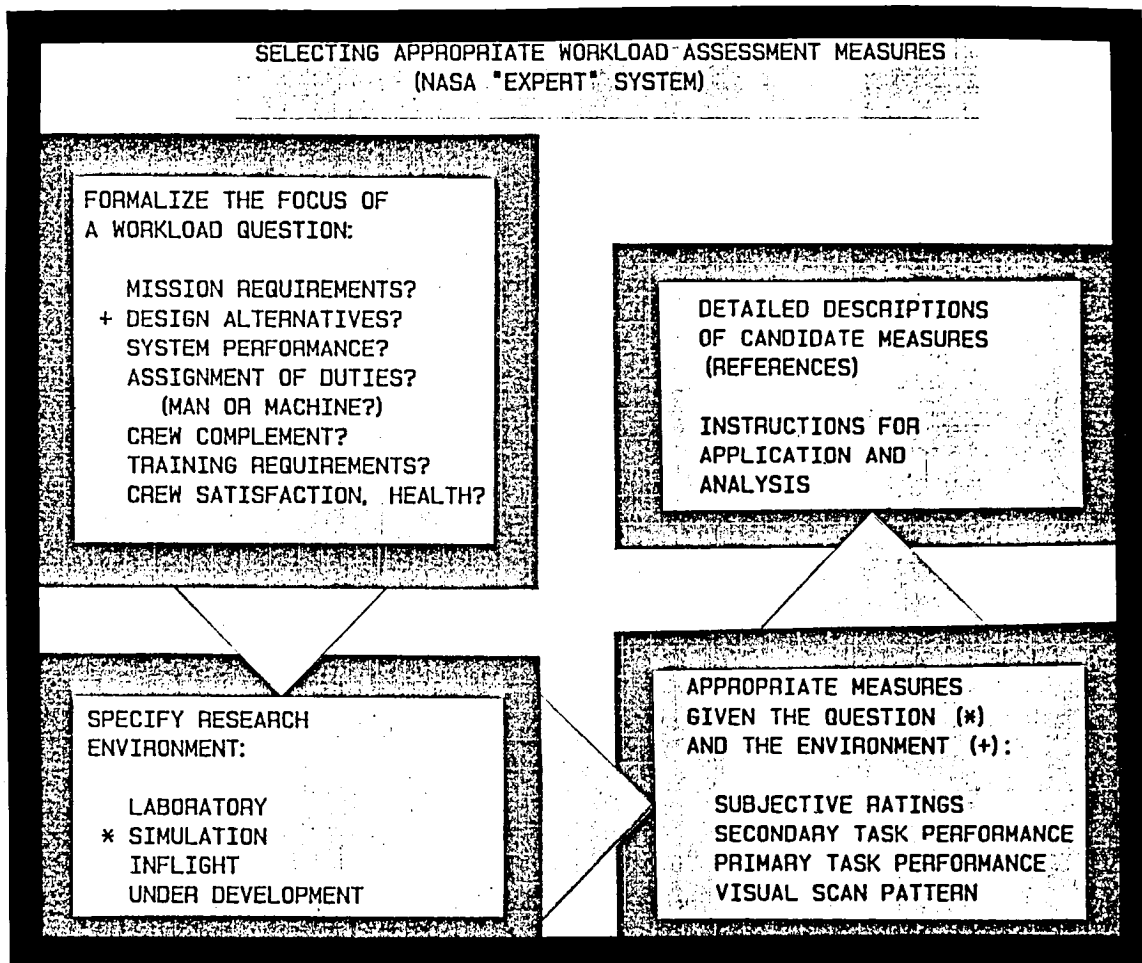 SELECTING APPROPRIATE WORKLOAD ASSESSMENT MEASURES
(NASA "EXPERT" SYSTEM)
FORMALIZE THE FOCUS OF
A WORKLOAD QUESTION:
MISSION REQUIREMENTS?
+ DESIGN ALTERNATIVES?
SYSTEM PERFORMANCE?
ASSIGNMENT OF DUTIES?
(MAN OR MACHINE?)
CREW COMPLEMENT?
TRAINING REQUIREMENTS?
CREW SATISFACTION, HEALTH?
SPECIFY RESEARCH
ENVIRONMENT:
LABORATORY
* SIMULATION
INFLIGHT
UNDER DEVELOPMENT
APPROPRIATE MEASURES
GIVEN THE QUESTION (*)
AND THE ENVIRONMENT (+):
SUBJECTIVE RATINGS
SECONDARY TASK PERFORMANCE
PRIMARY TASK PERFORMANCE
VISUAL SCAN PATTERN
DETAILED DESCRIPTIONS
OF CANDIDATE MEASURES
(REFERENCES)
INSTRUCTIONS FOR
APPLICATION AND
ANALYSIS